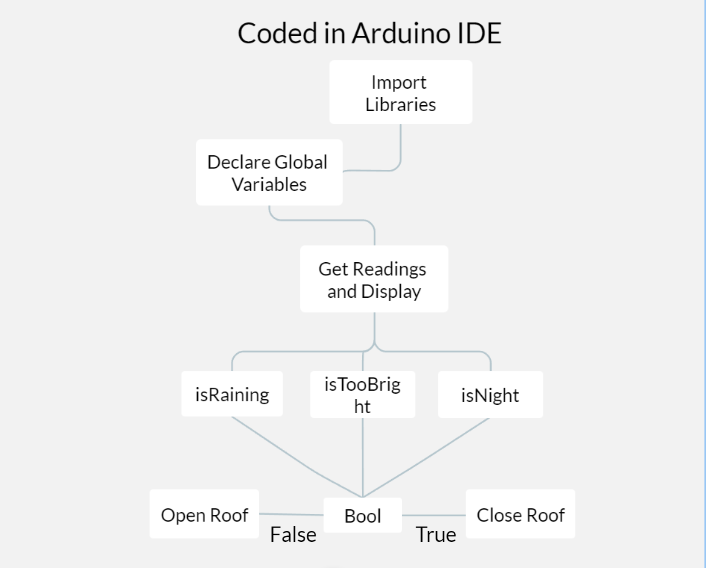 Coded in Arduino IDE
Import
Libraries
Declare Global
Variables
Get Readings
and Display
isRaining
isTooBrig
ht
isNight
Open Roof
False
Bool
True
Close Roof